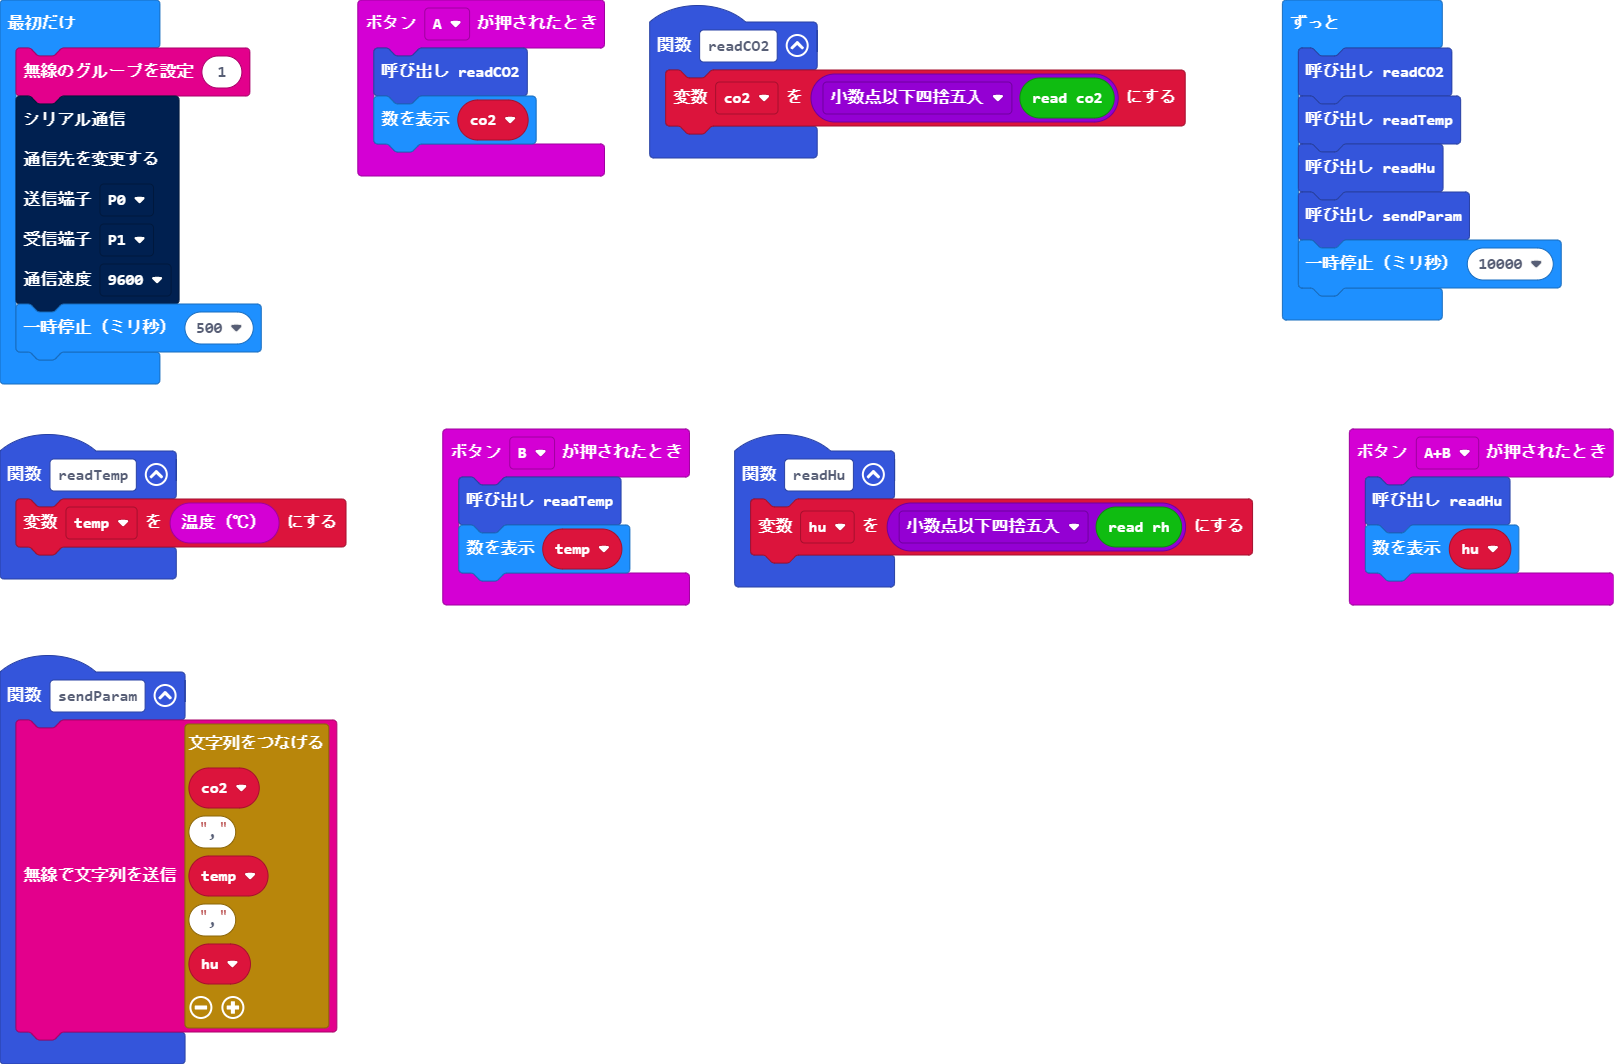 最初だけ
無線のグループを設定 1
シリアル通信
通信先を変更する
送信端子 P0
受信端子 P1
通信速度 9600
一時停止（ミリ秒） 500
ボタン A が押されたとき
呼び出し readCO2
数を表示 co2
関数 readCO2
変数 co2 を 小数点以下四捨五入 read co2 にする
ずっと
呼び出し readCO2
呼び出し readTemp
呼び出し readHu
呼び出し sendParam
一時停止（ミリ秒） 10000
関数 readTemp
変数 temp を 温度（℃） にする
ボタン B が押されたとき
呼び出し readTemp
数を表示 temp
関数 readHu
変数 hu を 小数点以下四捨五入 read rh にする
ボタン A+B が押されたとき
呼び出し readHu
数を表示 hu
関数 sendParam
無線で文字列を送信
文字列をつなげる
co2
","
temp
","
hu